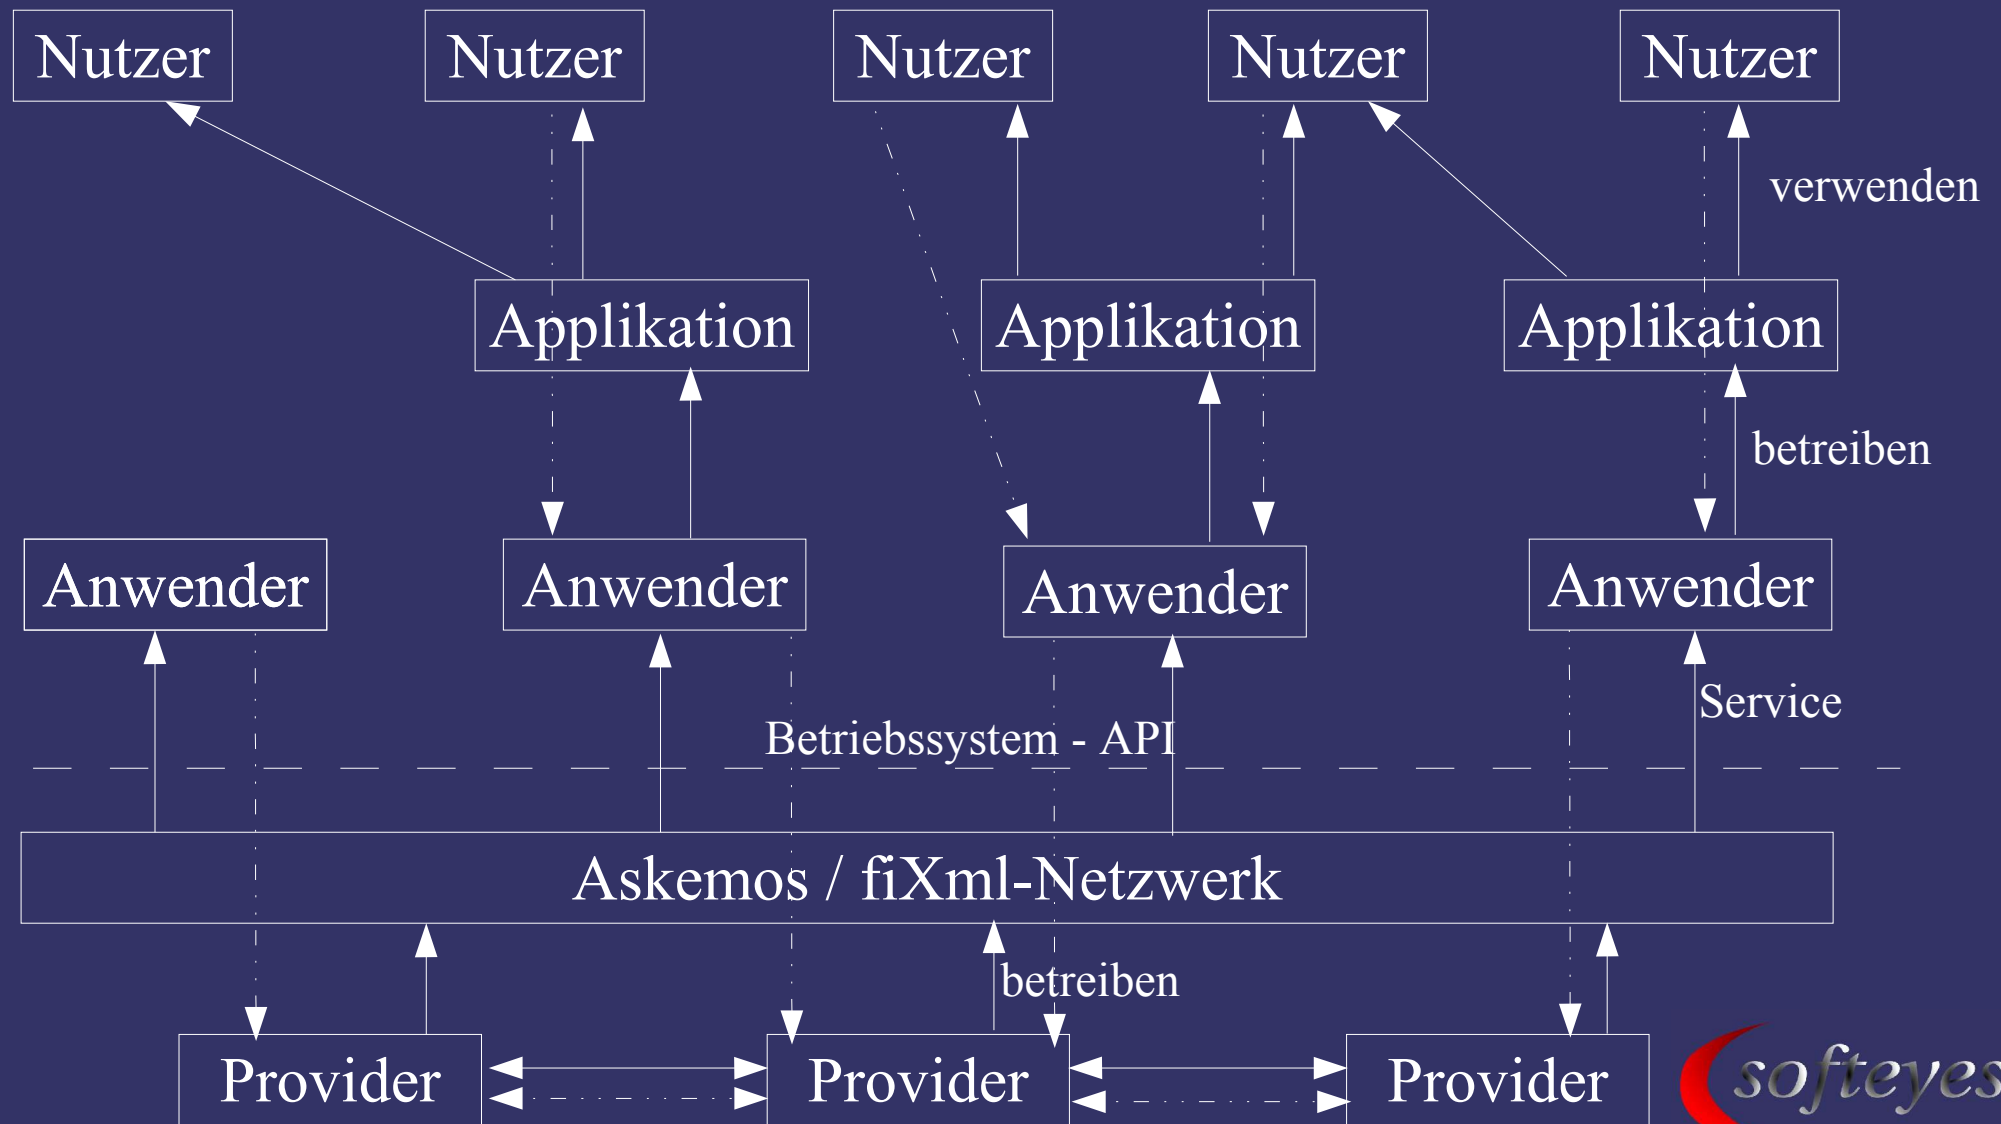 Nutzer
Nutzer
Nutzer
Nutzer
Nutzer
verwenden
Applikation
Applikation
Applikation
betreiben
Anwender
Anwender
Anwender
Anwender
Service
Betriebssystem - API
Askemos / fiXml-Netzwerk
betreiben
Provider
Provider
Provider
softeyes